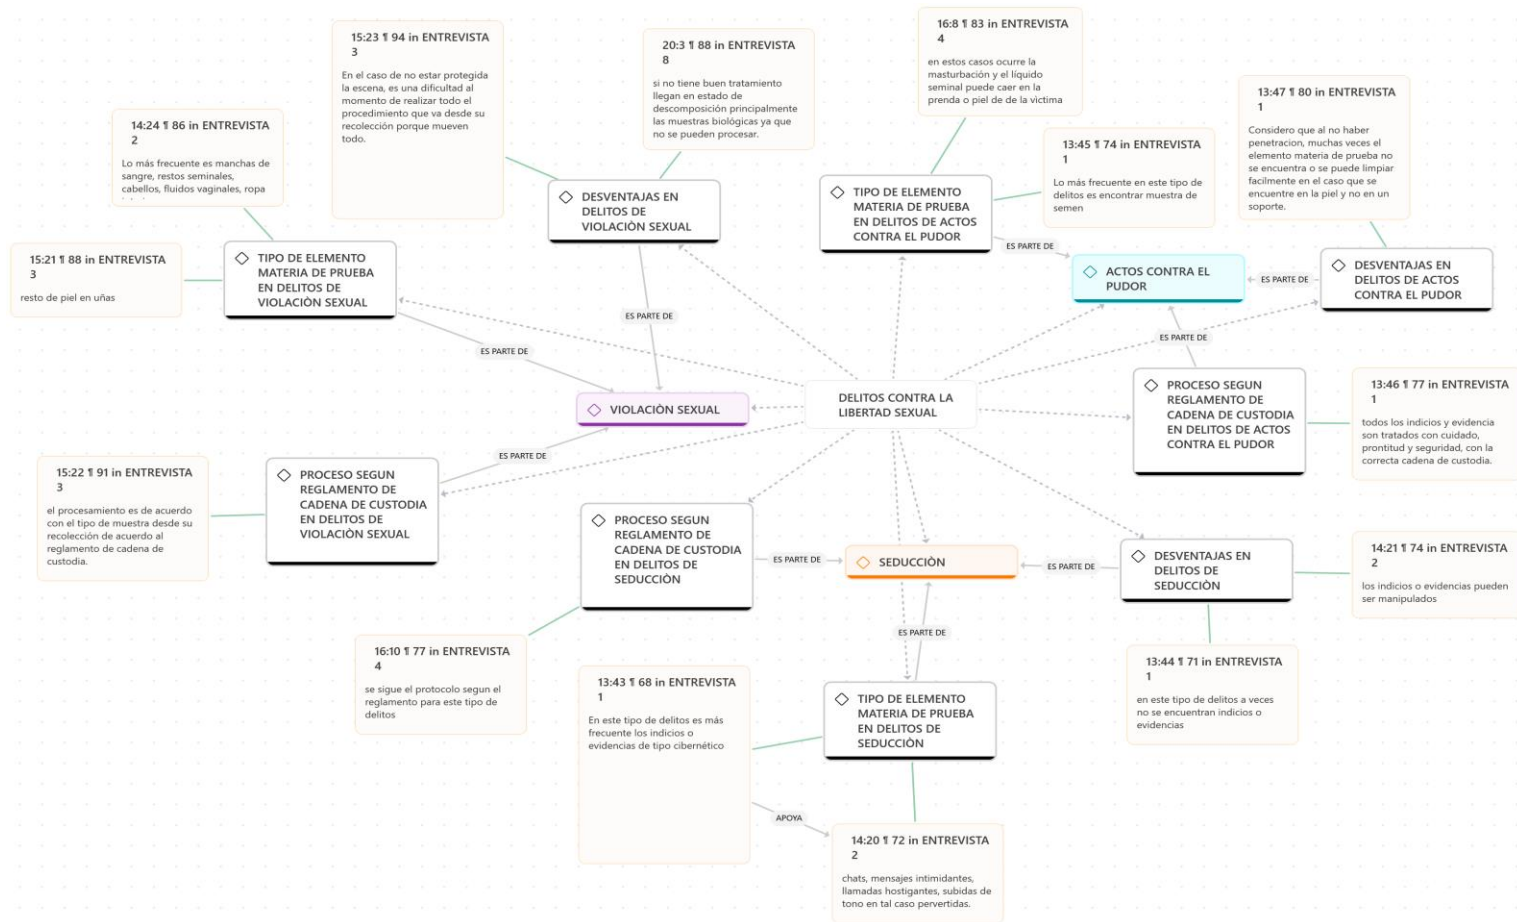 15:23 ¶ 94 in ENTREVISTA
3
En el caso de no estar protegida
la escena, es una dificultad al
momento de realizar todo el
procedimiento que va desde su
recolección porque mueven
todo.
20:3 ¶ 88 in ENTREVISTA
8
si no tiene buen tratamiento
llegan en estado de
descomposición principalmente
las muestras biológicas ya que
no se pueden procesar.
16:8 ¶ 83 in ENTREVISTA
4
en estos casos ocurre la
masturbación y el líquido
seminal puede caer en la
prenda o piel de de la victima
13:47 ¶ 80 in ENTREVISTA
1
Considero que al no haber
penetracion, muchas veces el
elemento materia de prueba no
se encuentra o se puede limpiar
facilmente en el caso que se
encuentre en la piel y no en un
soporte.
14:24 ¶ 86 in ENTREVISTA
2
Lo más frecuente es manchas de
sangre, restos seminales,
cabellos, fluidos vaginales, ropa
13:45 ¶ 74 in ENTREVISTA
1
Lo más frecuente en este tipo de
delitos es encontrar muestra de
semen
DESVENTAJAS EN
DELITOS DE
VIOLACIÒN SEXUAL
TIPO DE ELEMENTO
MATERIA DE PRUEBA
EN DELITOS DE ACTOS
CONTRA EL PUDOR
ES PARTE DE
15:21 ¶ 88 in ENTREVISTA
3
resto de piel en uñas
TIPO DE ELEMENTO
MATERIA DE PRUEBA
EN DELITOS DE
VIOLACIÒN SEXUAL
ACTOS CONTRA EL
PUDOR
ES PARTE DE
DESVENTAJAS EN
DELITOS DE ACTOS
CONTRA EL PUDOR
ES PARTE DE
ES PARTE DE
ES PARTE DE
VIOLACIÒN SEXUAL
DELITOS CONTRA LA
LIBERTAD SEXUAL
PROCESO SEGUN
REGLAMENTO DE
CADENA DE CUSTODIA
EN DELITOS DE ACTOS
CONTRA EL PUDOR
13:46 ¶ 77 in ENTREVISTA
1
todos los indicios y evidencia
son tratados con cuidado,
prontitud y seguridad, con la
correcta cadena de custodia.
ES PARTE DE
15:22 ¶ 91 in ENTREVISTA
3
el procesamiento es de acuerdo
con el tipo de muestra desde su
recolección de acuerdo al
reglamento de cadena de
custodia.
PROCESO SEGUN
REGLAMENTO DE
CADENA DE CUSTODIA
EN DELITOS DE
VIOLACIÒN SEXUAL
PROCESO SEGUN
REGLAMENTO DE
CADENA DE CUSTODIA
EN DELITOS DE
SEDUCCIÒN
ES PARTE DE
SEDUCCIÒN
ES PARTE DE
DESVENTAJAS EN
DELITOS DE
SEDUCCIÒN
14:21 ¶ 74 in ENTREVISTA
2
los indicios o evidencias pueden
ser manipulados
ES PARTE DE
16:10 ¶ 77 in ENTREVISTA
4
se sigue el protocolo segun el
reglamento para este tipo de
delitos
13:43 ¶ 68 in ENTREVISTA
1
En este tipo de delitos es más
frecuente los indicios o
evidencias de tipo cibernético
TIPO DE ELEMENTO
MATERIA DE PRUEBA
EN DELITOS DE
SEDUCCIÒN
13:44 ¶ 71 in ENTREVISTA
1
en este tipo de delitos a veces
no se encuentran indicios o
evidencias
APOYA
14:20 ¶ 72 in ENTREVISTA
2
chats, mensajes intimidantes,
llamadas hostigantes, subidas de
tono en tal caso pervertidas.